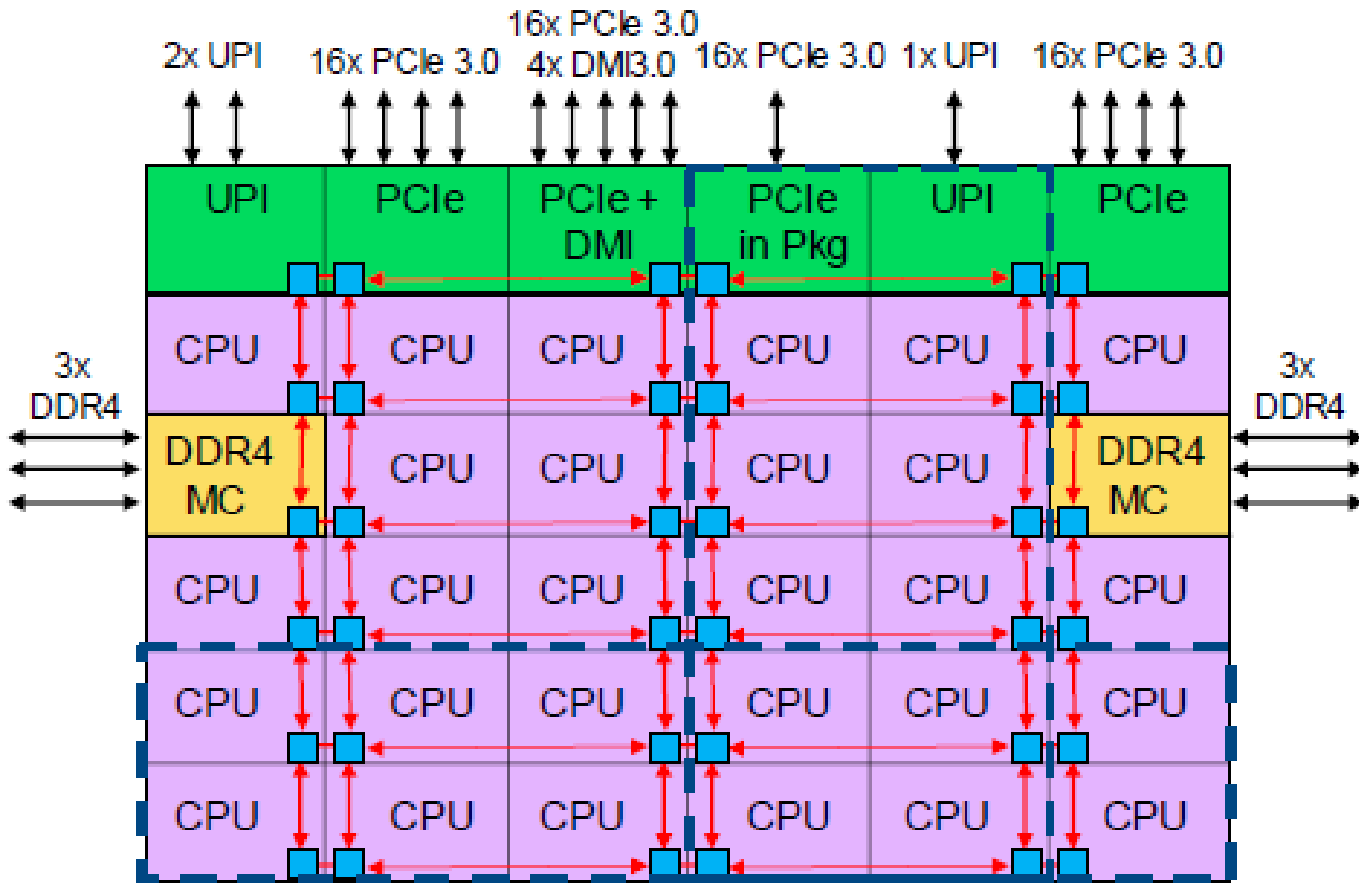 16x PCIe 3.0
2x UPI 16x PCIe 3.0 4x DMI3.0 16x PCIe 3.0 1x UPI 16x PCIe 3.0
UPI PCIe PCIe + PCIe UPI PCIe
DMI in Pkg
CPU CPU CPU CPU CPU CPU
3x 3x
DDR4 DDR4
DDR4 CPU CPU CPU CPU DDR4
MC MC
CPU CPU CPU CPU CPU CPU
CPU CPU CPU CPU CPU CPU
CPU CPU CPU CPU CPU CPU